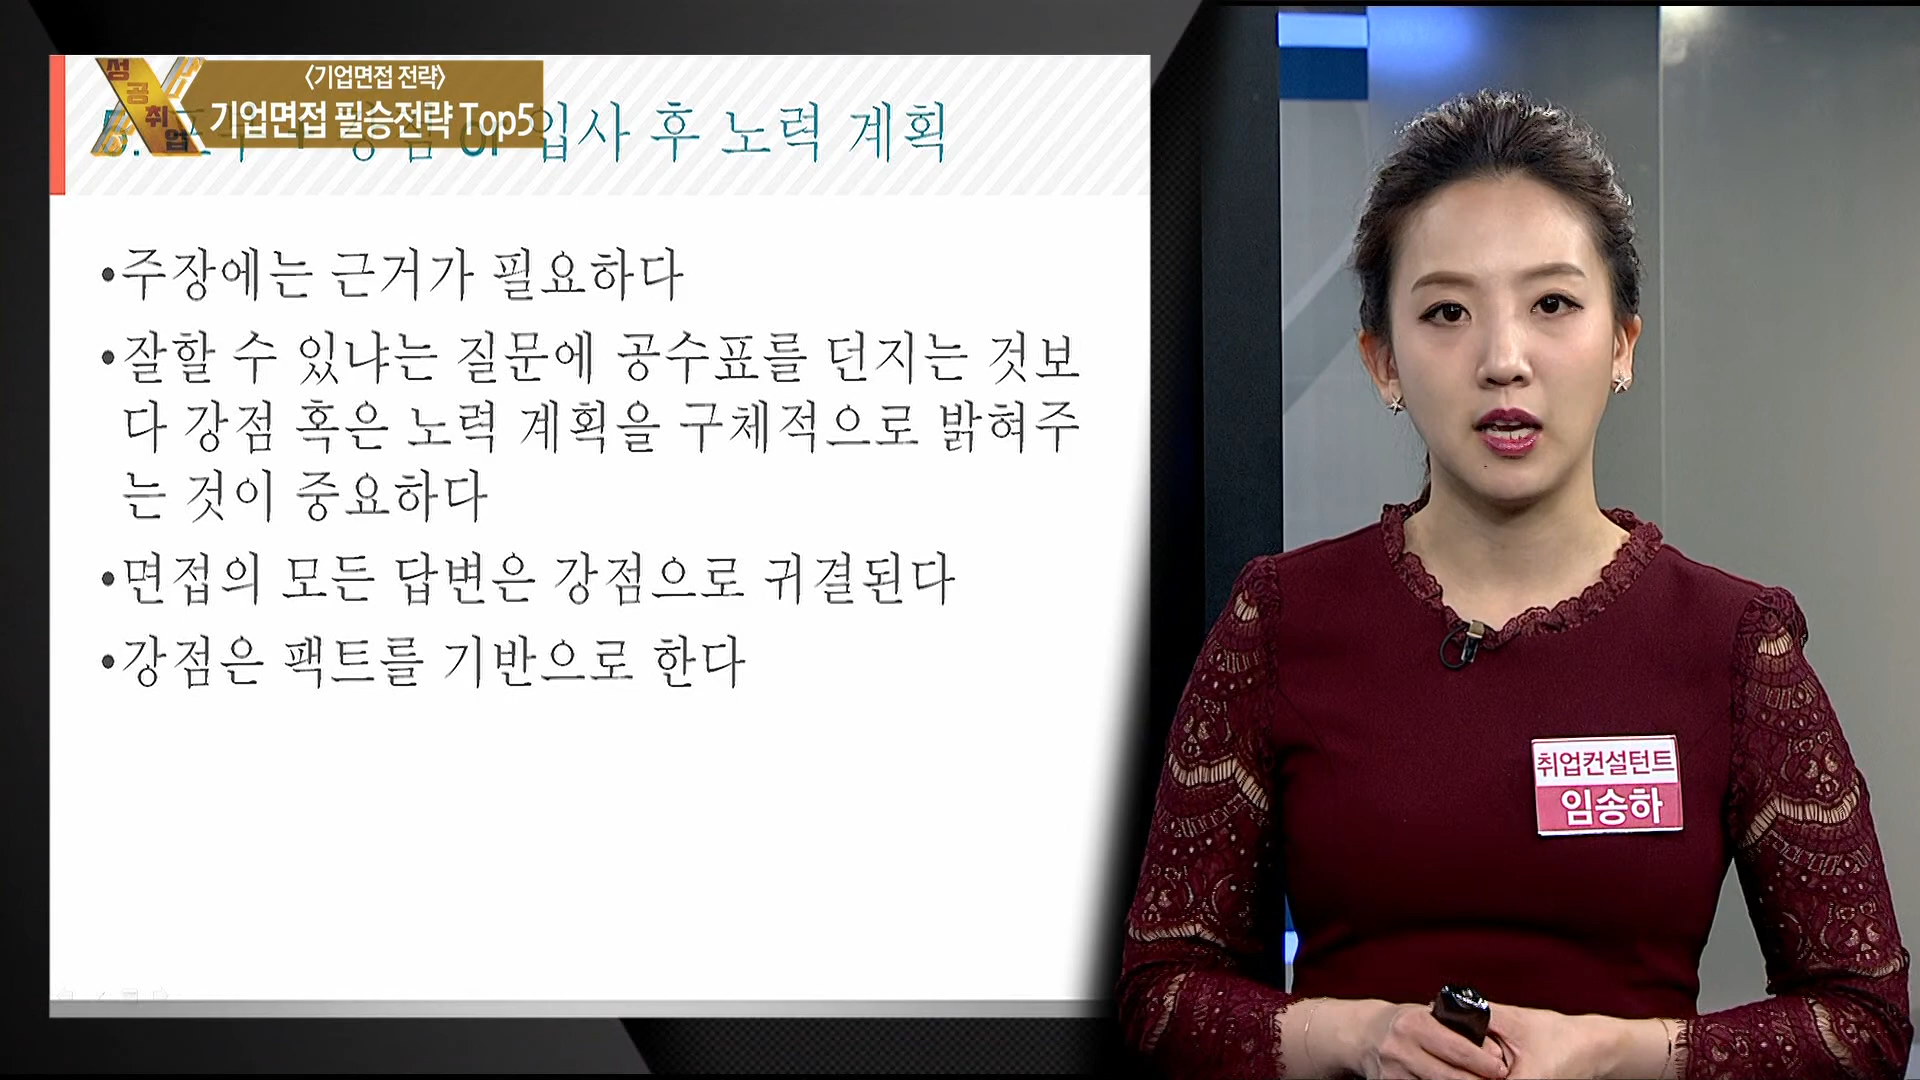 성공취업
<기업면접 전략>
기업면접 필승전략 Top5
입사 후 노력 계획
•주장에는 근거가 필요하다
•잘할 수 있냐는 질문에 공수표를 던지는 것보
다 강점 혹은 노력 계획을 구체적으로 밝혀주
는 것이 중요하다
•면접의 모든 답변은 강점으로 귀결된다
•강점은 팩트를 기반으로 한다
취업컨설턴트
임송하